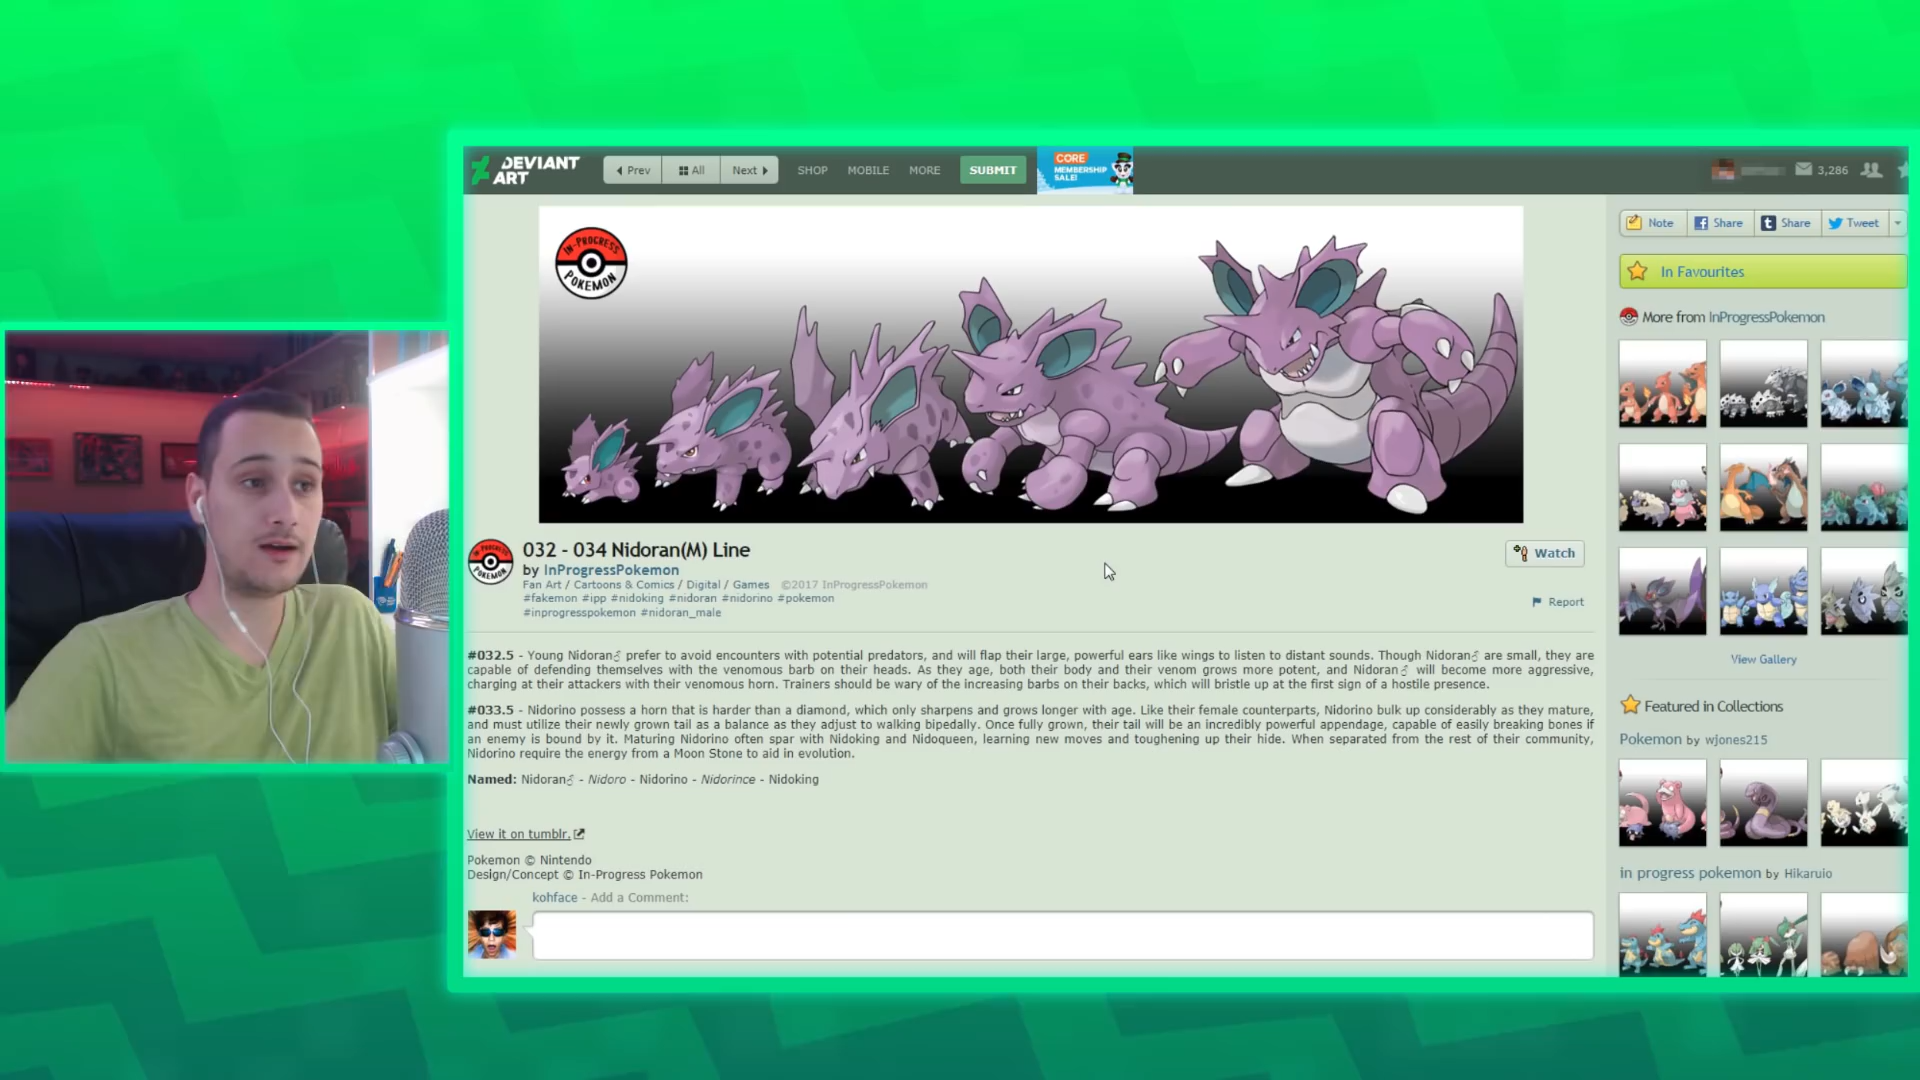 DEVIANT ART
Prev
All
Next
SHOP
MOBILE
MORE
SUBMIT
CORE
MEMBERSHIP
SALE!
3,286
IN-PROGRESS
POKEMON
Note
Share
Share
Tweet
In Favourites
More from InProgressPokemon
032 - 034 Nidoran(M) Line
by InProgressPokemon
Fan Art / Cartoons & Comics / Digital / Games ©2017 InProgressPokemon
#fakemon #ipp #nidoking #nidoran #nidorino #pokemon
#inprogresspokemon #nidoran_male
Watch
Report
#032.5 - Young Nidoran♂ prefer to avoid encounters with potential predators, and will flap their large, powerful ears like wings to listen to distant sounds. Though Nidoran♂ are small, they are
capable of defending themselves with the venomous barb on their heads. As they age, both their body and their venom grows more potent, and Nidoran♂ will become more aggressive,
charging at their attackers with their venomous horn. Trainers should be wary of the increasing barbs on their backs, which will bristle up at the first sign of a hostile presence.
#033.5 - Nidorino possess a horn that is harder than a diamond, which only sharpens and grows longer with age. Like their female counterparts, Nidorino bulk up considerably as they mature,
and must utilize their newly grown tail as a balance as they adjust to walking bipedally. Once fully grown, their tail will be an incredibly powerful appendage, capable of easily breaking bones if
an enemy is bound by it. Maturing Nidorino often spar with Nidoking and Nidoqueen, learning new moves and toughening up their hide. When separated from the rest of their community,
Nidorino require the energy from a Moon Stone to aid in evolution.
Named: Nidoran♂ - Nidoro - Nidorino - Nidorince - Nidoking
View it on tumblr.
Pokemon © Nintendo
Design/Concept © In-Progress Pokemon
kohface - Add a Comment:
View Gallery
Featured in Collections
Pokemon by wjones215
in progress pokemon by Hikaruio